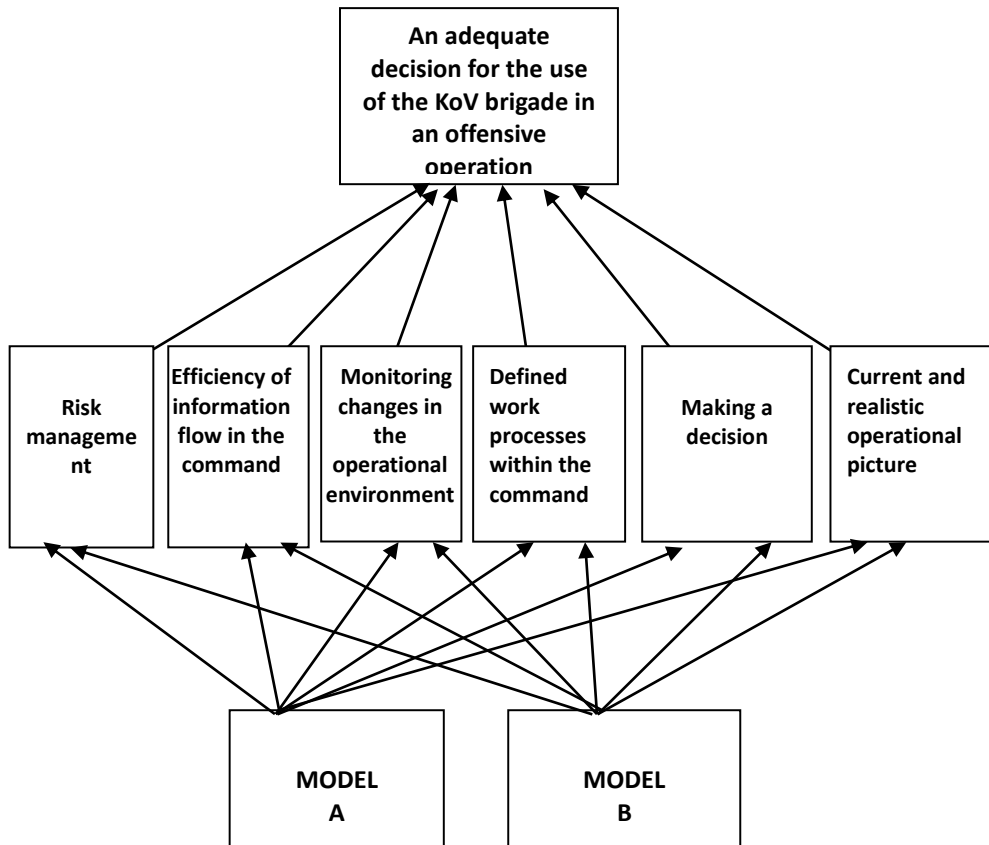 An adequate
decision for the use
of the KoV brigade in
an offensive
operation
Risk
manageme
nt
Efficiency of
information
flow in the
command
Monitoring
changes in
the
operational
environment
Defined
work
processes
within the
command
Making a
decision
Current and
realistic
operational
picture
MODEL
A
MODEL
B